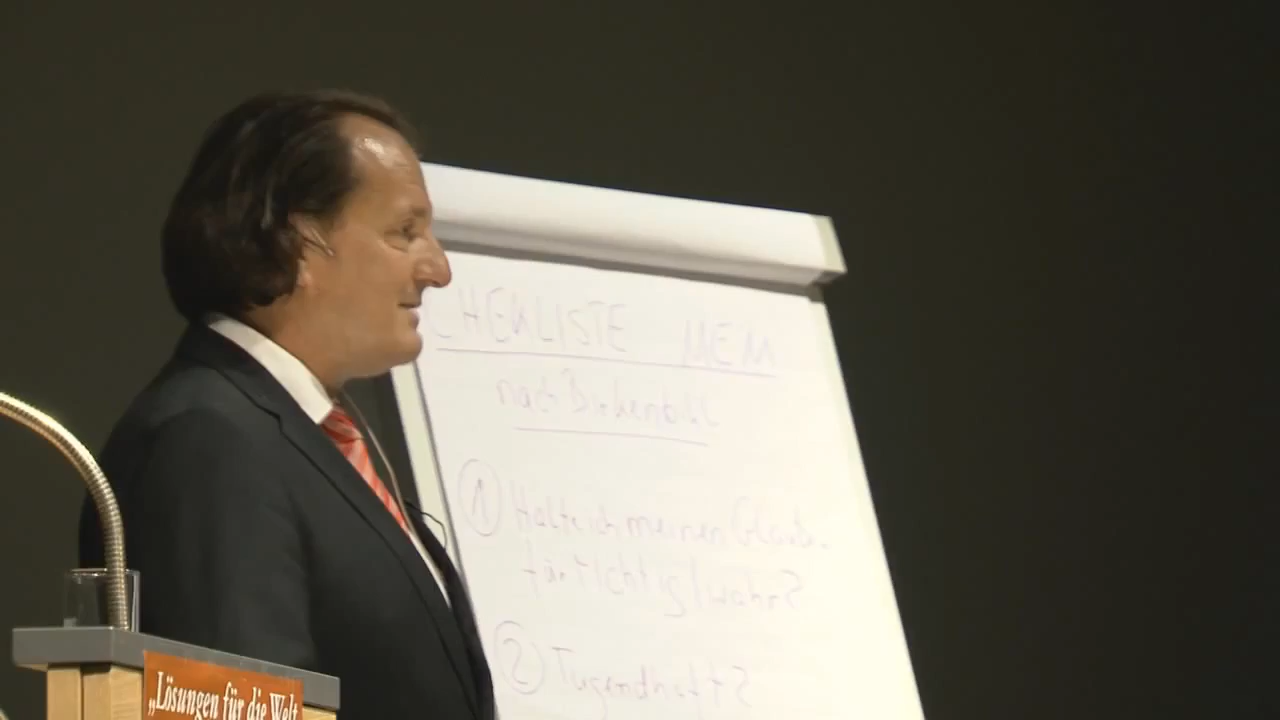 CHEKLISTE MEM
nach Birkenbihl
① Halte ich meinen Glaub.
für richtig/wahr?
② Tugendhaft?
„Lösungen für die Welt